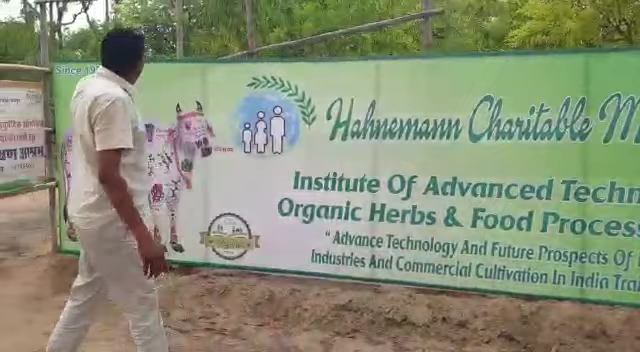 Since 19
Hahnemann Charitable M
Institute Of Advanced Techn
Organic Herbs & Food Process
"Advance Technology And Future Prospects Of
Industries And Commercial Cultivation In India Tra